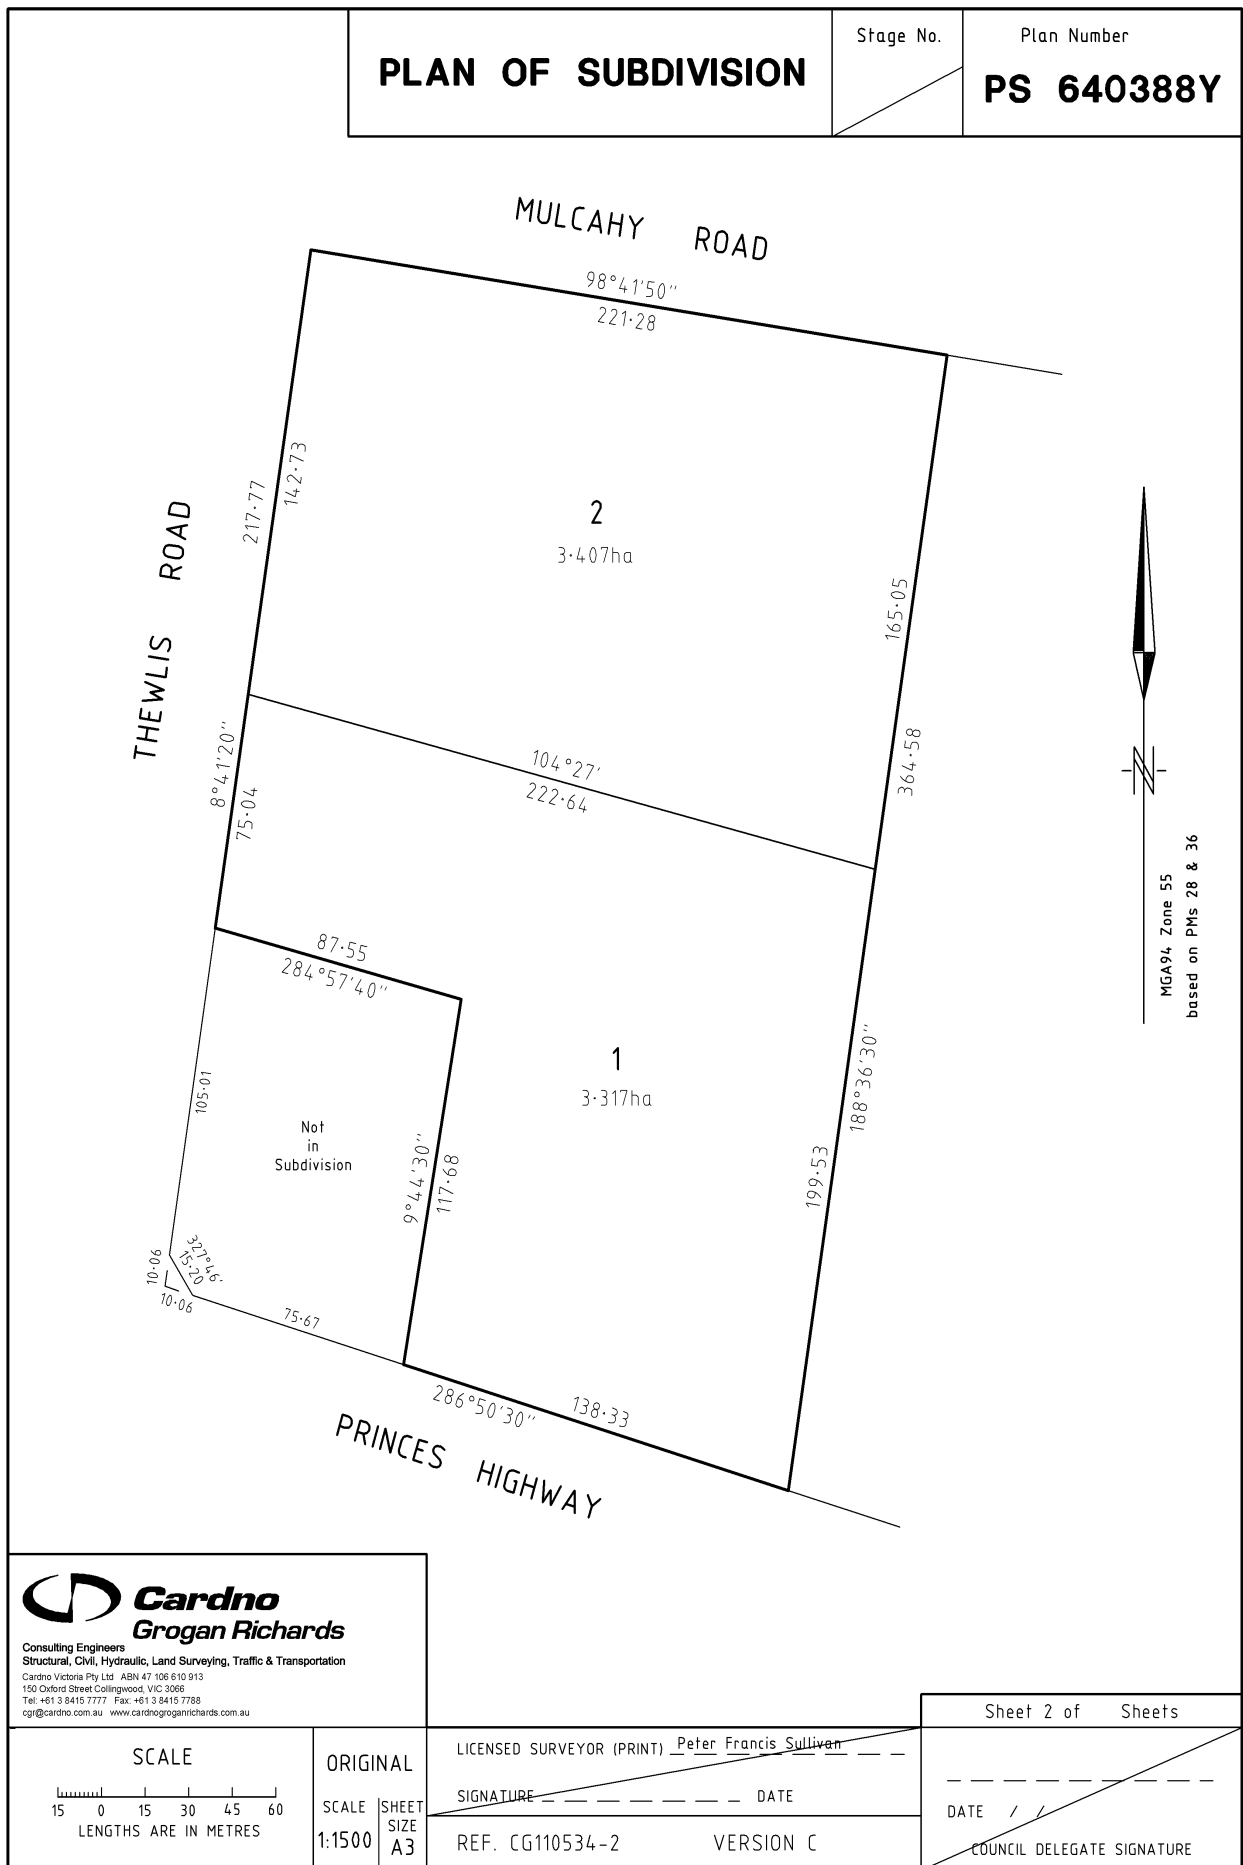 PLAN OF SUBDIVISION
Stage No.
Plan Number
PS 640388Y
MULCAHY ROAD
98°41'50"
221·28
142·73
217·77
THEWLIS ROAD
2
3·407ha
165·05
364·58
104°27'
222·64
8°41'20"
75·04
MGA94 Zone 55
based on PMs 28 & 36
87·55
284°57'40"
1
3·317ha
188°36'30"
199·53
105·01
Not
in
Subdivision
9°44'30"
117·68
327°46'
15·20
10·06
10·06
75·67
286°50'30"
138·33
PRINCES HIGHWAY
Cardno
Grogan Richards
Consulting Engineers
Structural, Civil, Hydraulic, Land Surveying, Traffic & Transportation
Cardno Victoria Pty Ltd ABN 47 106 610 913
150 Oxford Street Collingwood, VIC 3066
Tel: +61 3 8415 7777 Fax: +61 3 8415 7788
cgr@cardno.com.au www.cardnogroganrichards.com.au
SCALE
15 0 15 30 45 60
LENGTHS ARE IN METRES
ORIGINAL
SCALE
1:1500
SHEET
SIZE
A3
LICENSED SURVEYOR (PRINT) Peter Francis Sullivan
SIGNATURE DATE
REF. CG110534-2 VERSION C
Sheet 2 of Sheets
DATE / /
COUNCIL DELEGATE SIGNATURE
N